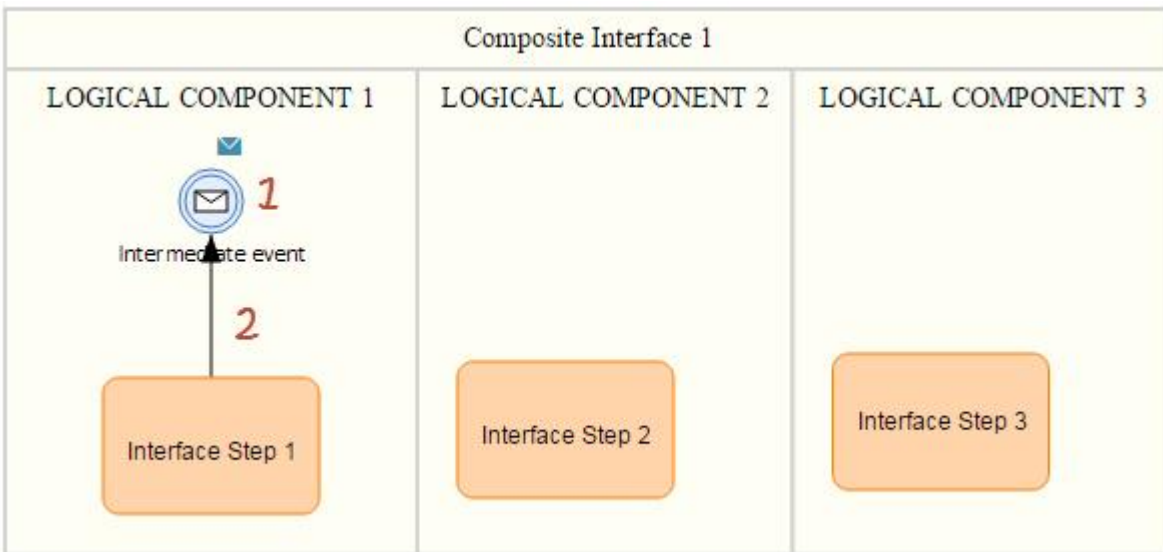 Composite Interface 1
LOGICAL COMPONENT 1
LOGICAL COMPONENT 2
LOGICAL COMPONENT 3
1
Intermediate event
2
Interface Step 1
Interface Step 2
Interface Step 3